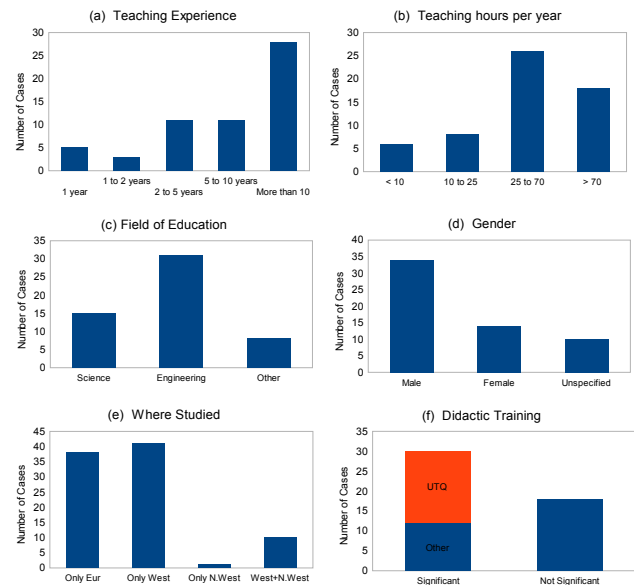 (a) Teaching Experience
Number of Cases
30
25
20
15
10
5
0
1 year
1 to 2 years
2 to 5 years
5 to 10 years
More than 10
(b) Teaching hours per year
Number of Cases
30
25
20
15
10
5
0
< 10
10 to 25
25 to 70
> 70
(c) Field of Education
Number of Cases
35
30
25
20
15
10
5
0
Science
Engineering
Other
(d) Gender
Number of Cases
40
35
30
25
20
15
10
5
0
Male
Female
Unspecified
(e) Where Studied
Number of Cases
45
40
35
30
25
20
15
10
5
0
Only Eur
Only West
Only N.West
West+N.West
(f) Didactic Training
Number of Cases
35
30
25
20
15
10
5
0
UTQ
Other
Significant
Not Significant